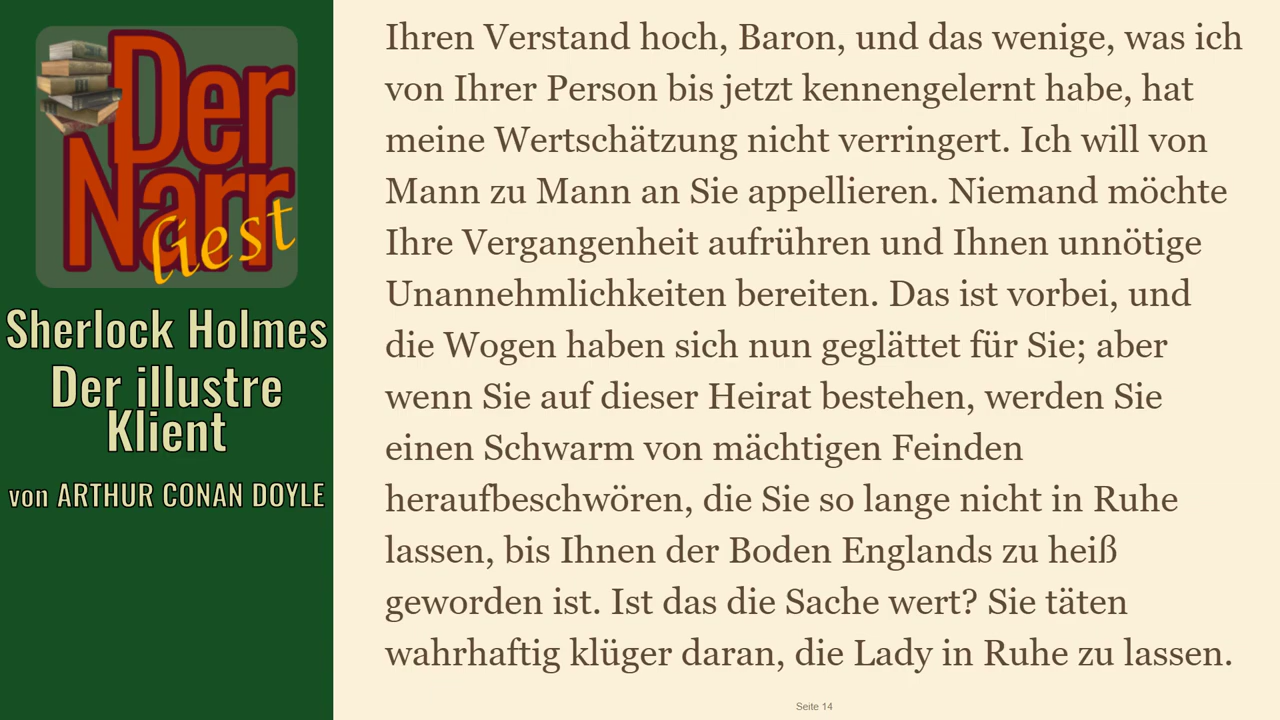 Der
Narr
liest
Sherlock Holmes
Der illustre
Klient
von ARTHUR CONAN DOYLE
Ihren Verstand hoch, Baron, und das wenige, was ich
von Ihrer Person bis jetzt kennengelernt habe, hat
meine Wertschätzung nicht verringert. Ich will von
Mann zu Mann an Sie appellieren. Niemand möchte
Ihre Vergangenheit aufrühren und Ihnen unnötige
Unannehmlichkeiten bereiten. Das ist vorbei, und
die Wogen haben sich nun geglättet für Sie; aber
wenn Sie auf dieser Heirat bestehen, werden Sie
einen Schwarm von mächtigen Feinden
heraufbeschwören, die Sie so lange nicht in Ruhe
lassen, bis Ihnen der Boden Englands zu heiß
geworden ist. Ist das die Sache wert? Sie täten
wahrhaftig klüger daran, die Lady in Ruhe zu lassen.
Seite 14